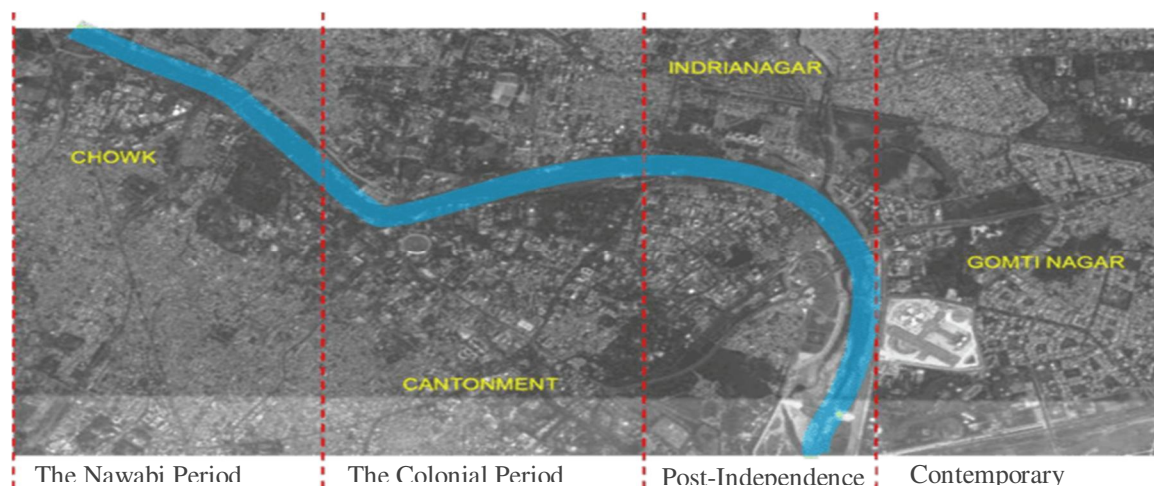 INDRIANAGAR
CHOWK
GOMTI NAGAR
CANTONMENT
The Nawabi Period
The Colonial Period
Post-Independence
Contemporary